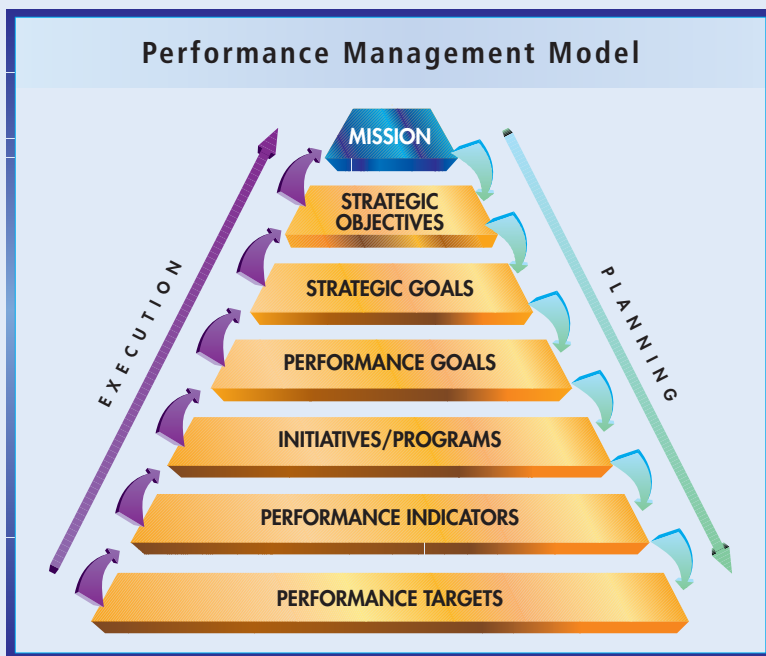 Performance Management Model
MISSION
STRATEGIC
OBJECTIVES
STRATEGIC GOALS
PERFORMANCE GOALS
INITIATIVES/PROGRAMS
PERFORMANCE INDICATORS
PERFORMANCE TARGETS
EXECUTION
PLANNING